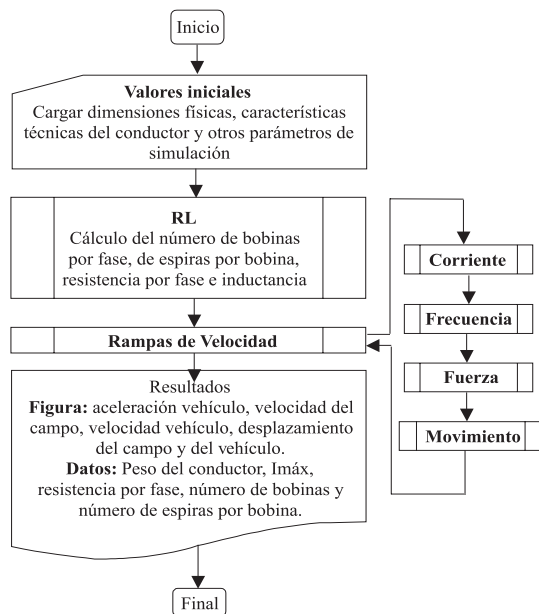 Inicio
Valores iniciales
Cargar dimensiones físicas, características
técnicas del conductor y otros parámetros de
simulación
RL
Cálculo del número de bobinas
por fase, de espiras por bobina,
resistencia por fase e inductancia
Rampas de Velocidad
Corriente
Frecuencia
Fuerza
Movimiento
Resultados
Figura: aceleración vehículo, velocidad del
campo, velocidad vehículo, desplazamiento
del campo y del vehículo.
Datos: Peso del conductor, Imáx,
resistencia por fase, número de bobinas y
número de espiras por bobina.
Final